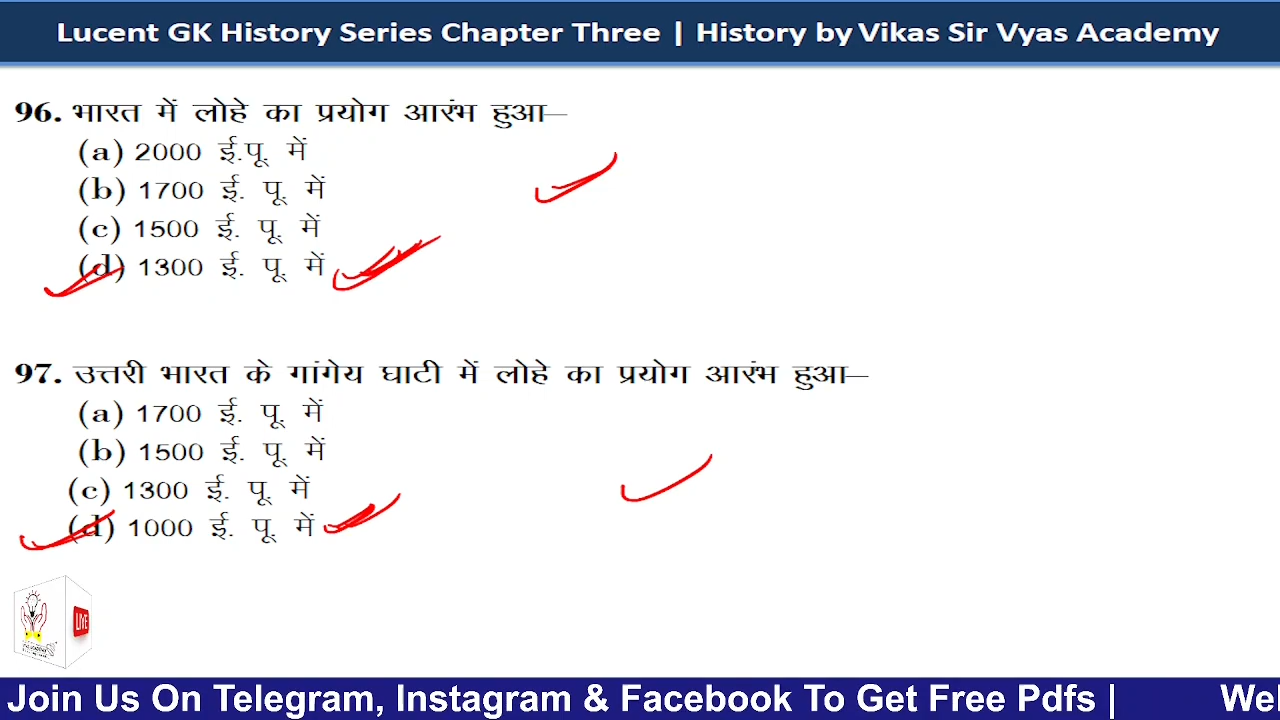 Lucent GK History Series Chapter Three | History by Vikas Sir Vyas Academy
96. भारत में लोहे का प्रयोग आरंभ हुआ—
(a) 2000 ई.पू. में
(b) 1700 ई. पू. में
(c) 1500 ई. पू. में
(d) 1300 ई. पू. में
97. उत्तरी भारत के गांगेय घाटी में लोहे का प्रयोग आरंभ हुआ—
(a) 1700 ई. पू. में
(b) 1500 ई. पू. में
(c) 1300 ई. पू. में
(d) 1000 ई. पू. में
LIVE
Join Us On Telegram, Instagram & Facebook To Get Free Pdfs |